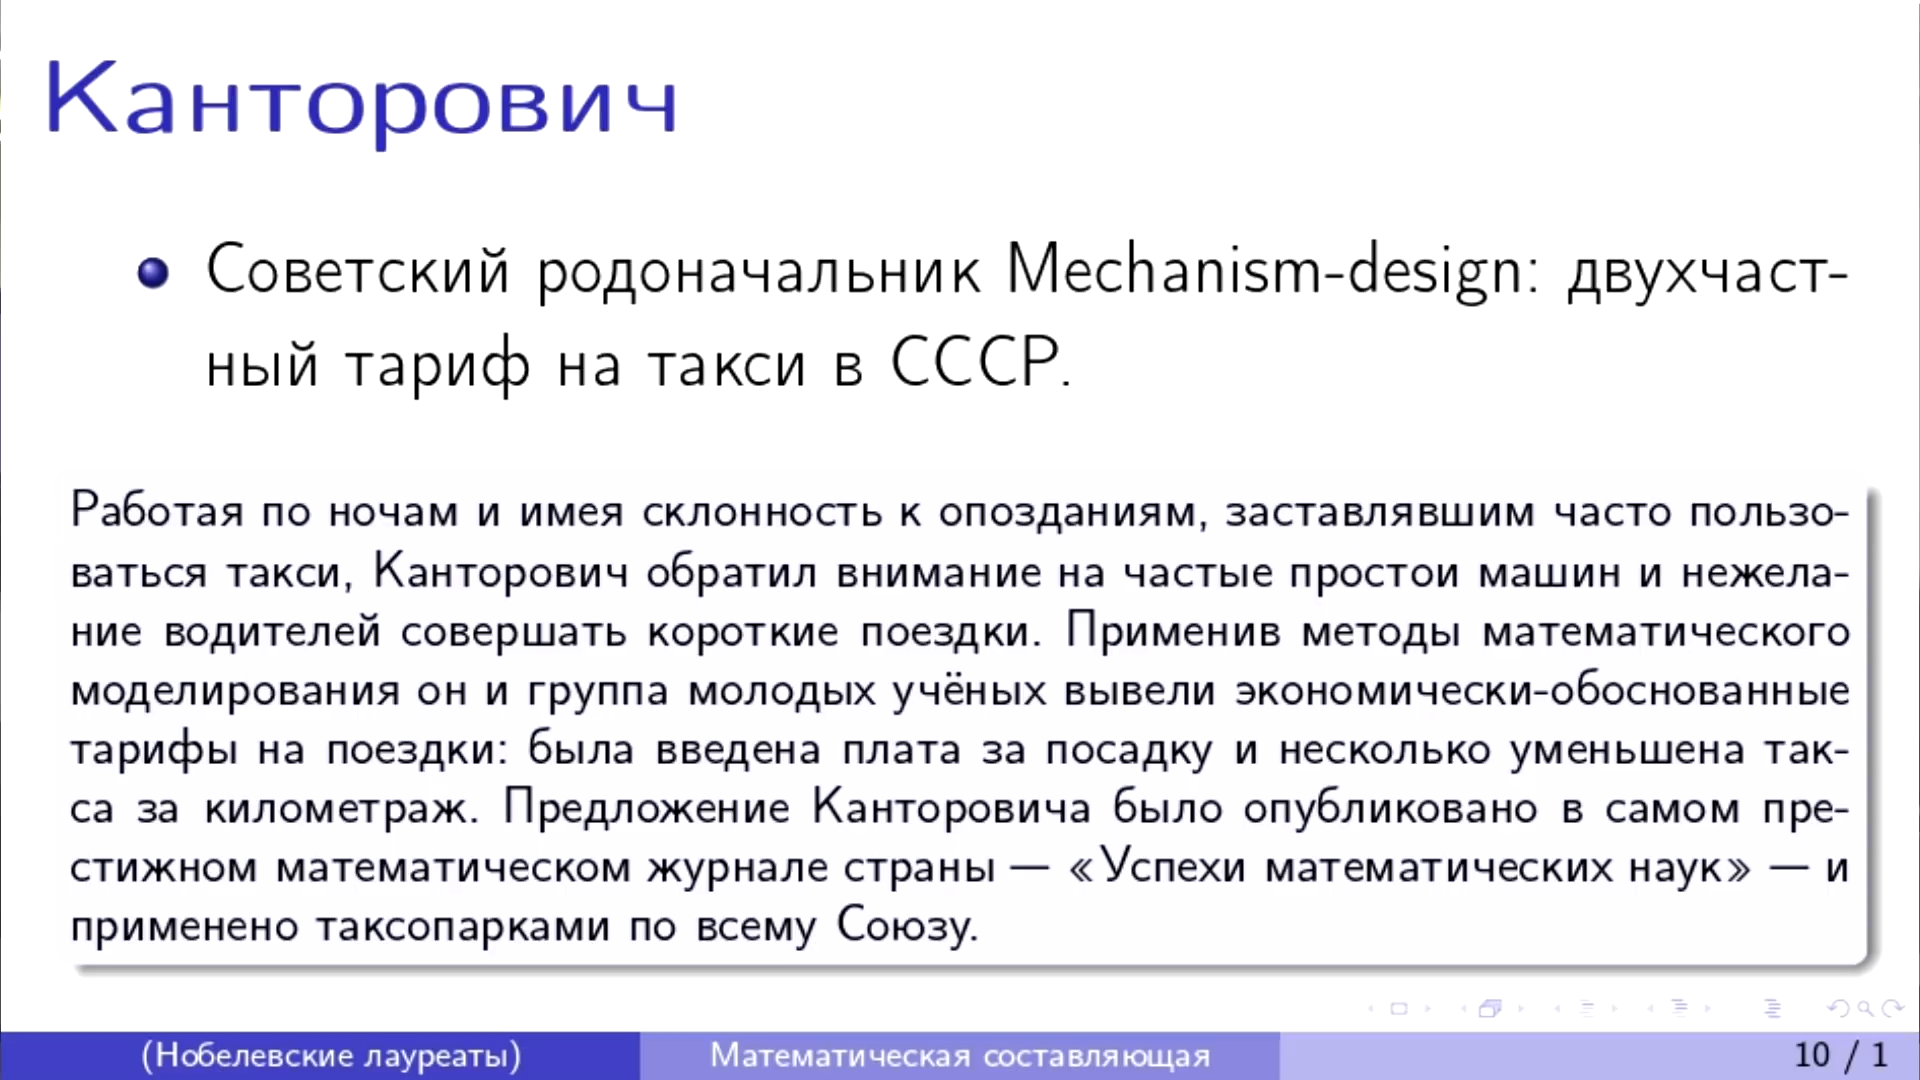 Канторович
Советский родоначальник Mechanism-design: двухчаст-
ный тариф на такси в СССР.
Работая по ночам и имея склонность к опозданиям, заставлявшим часто пользо-
ваться такси, Канторович обратил внимание на частые простои машин и нежела-
ние водителей совершать короткие поездки. Применив методы математического
моделирования он и группа молодых учёных вывели экономически-обоснованные
тарифы на поездки: была введена плата за посадку и несколько уменьшена так-
са за километраж. Предложение Канторовича было опубликовано в самом пре-
стижном математическом журнале страны — «Успехи математических наук» — и
применено таксопарками по всему Союзу.
(Нобелевские лауреаты) Математическая составляющая 10 / 1